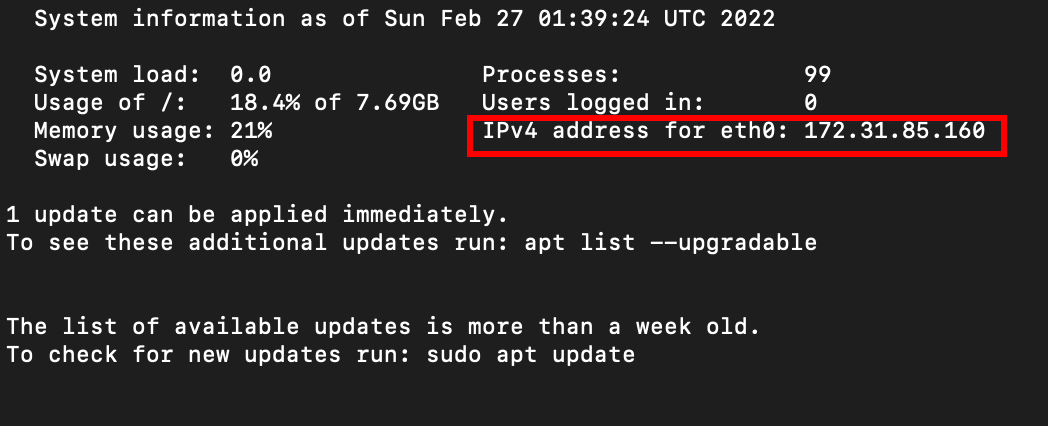 System information as of Sun Feb 27 01:39:24 UTC 2022
System load: 0.0 Processes: 99
Usage of /: 18.4% of 7.69GB Users logged in: 0
Memory usage: 21% IPv4 address for eth0: 172.31.85.160
Swap usage: 0%
1 update can be applied immediately.
To see these additional updates run: apt list --upgradable
The list of available updates is more than a week old.
To check for new updates run: sudo apt update